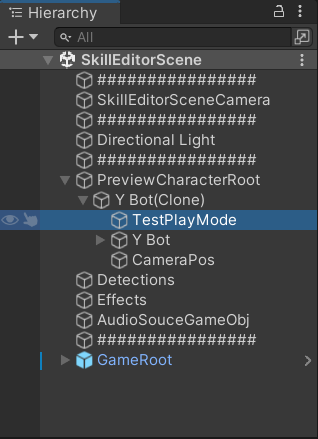 Hierarchy
All
SkillEditorScene
################
SkillEditorSceneCamera
################
Directional Light
################
PreviewCharacterRoot
Y Bot(Clone)
TestPlayMode
Y Bot
CameraPos
Detections
Effects
AudioSouceGameObj
################
GameRoot